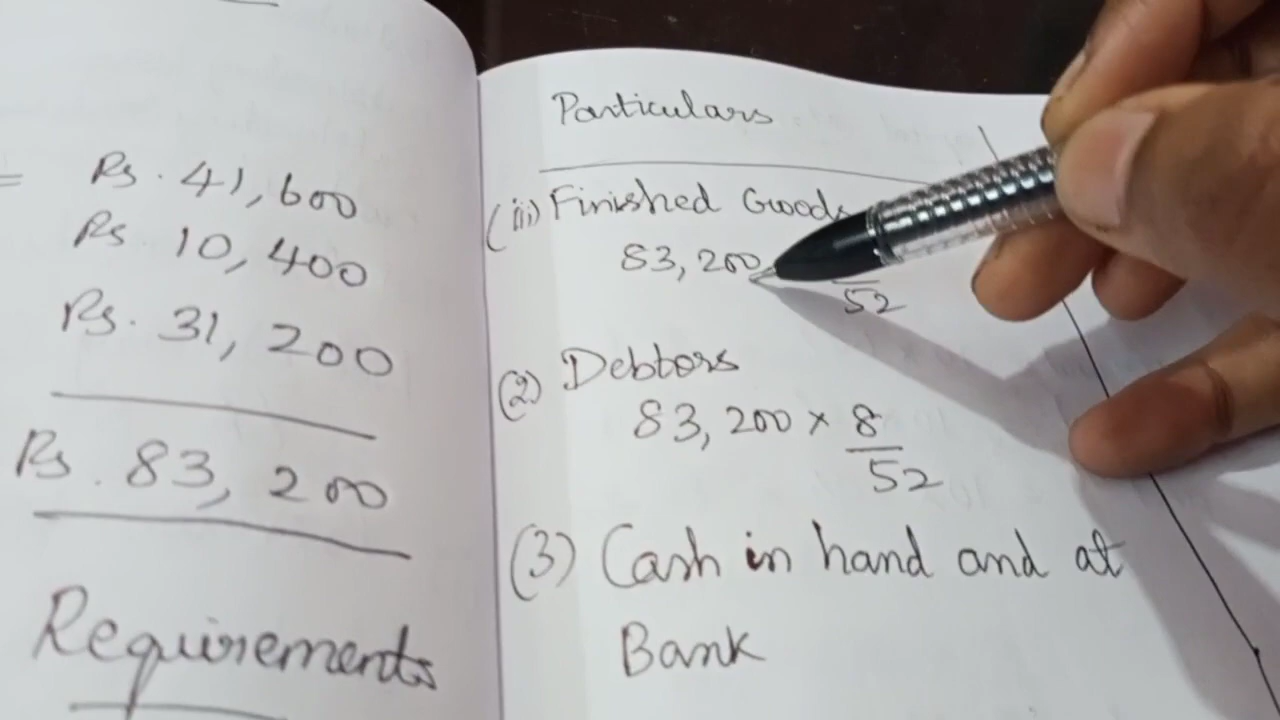 = Rs. 41,600
Rs. 10,400
Rs. 31,200
Rs. 83,200
Requirements
Particulars
(iii) Finished Goods
83,200
52
(2) Debtors
83,200 × 8
52
(3) Cash in hand and at
Bank